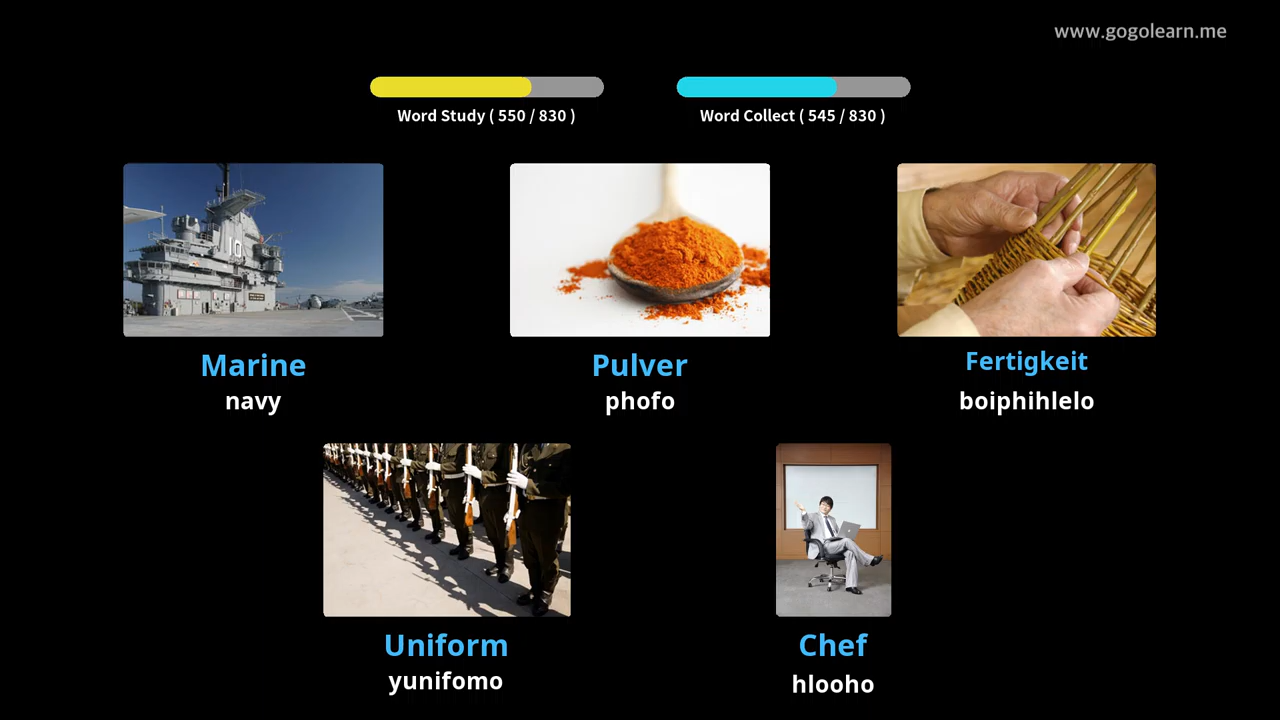 www.gogolearn.me
Word Study ( 550 / 830 )
Word Collect ( 545 / 830 )
Marine
navy
Pulver
phofo
Fertigkeit
boiphihlelo
Uniform
yunifomo
Chef
hlooho